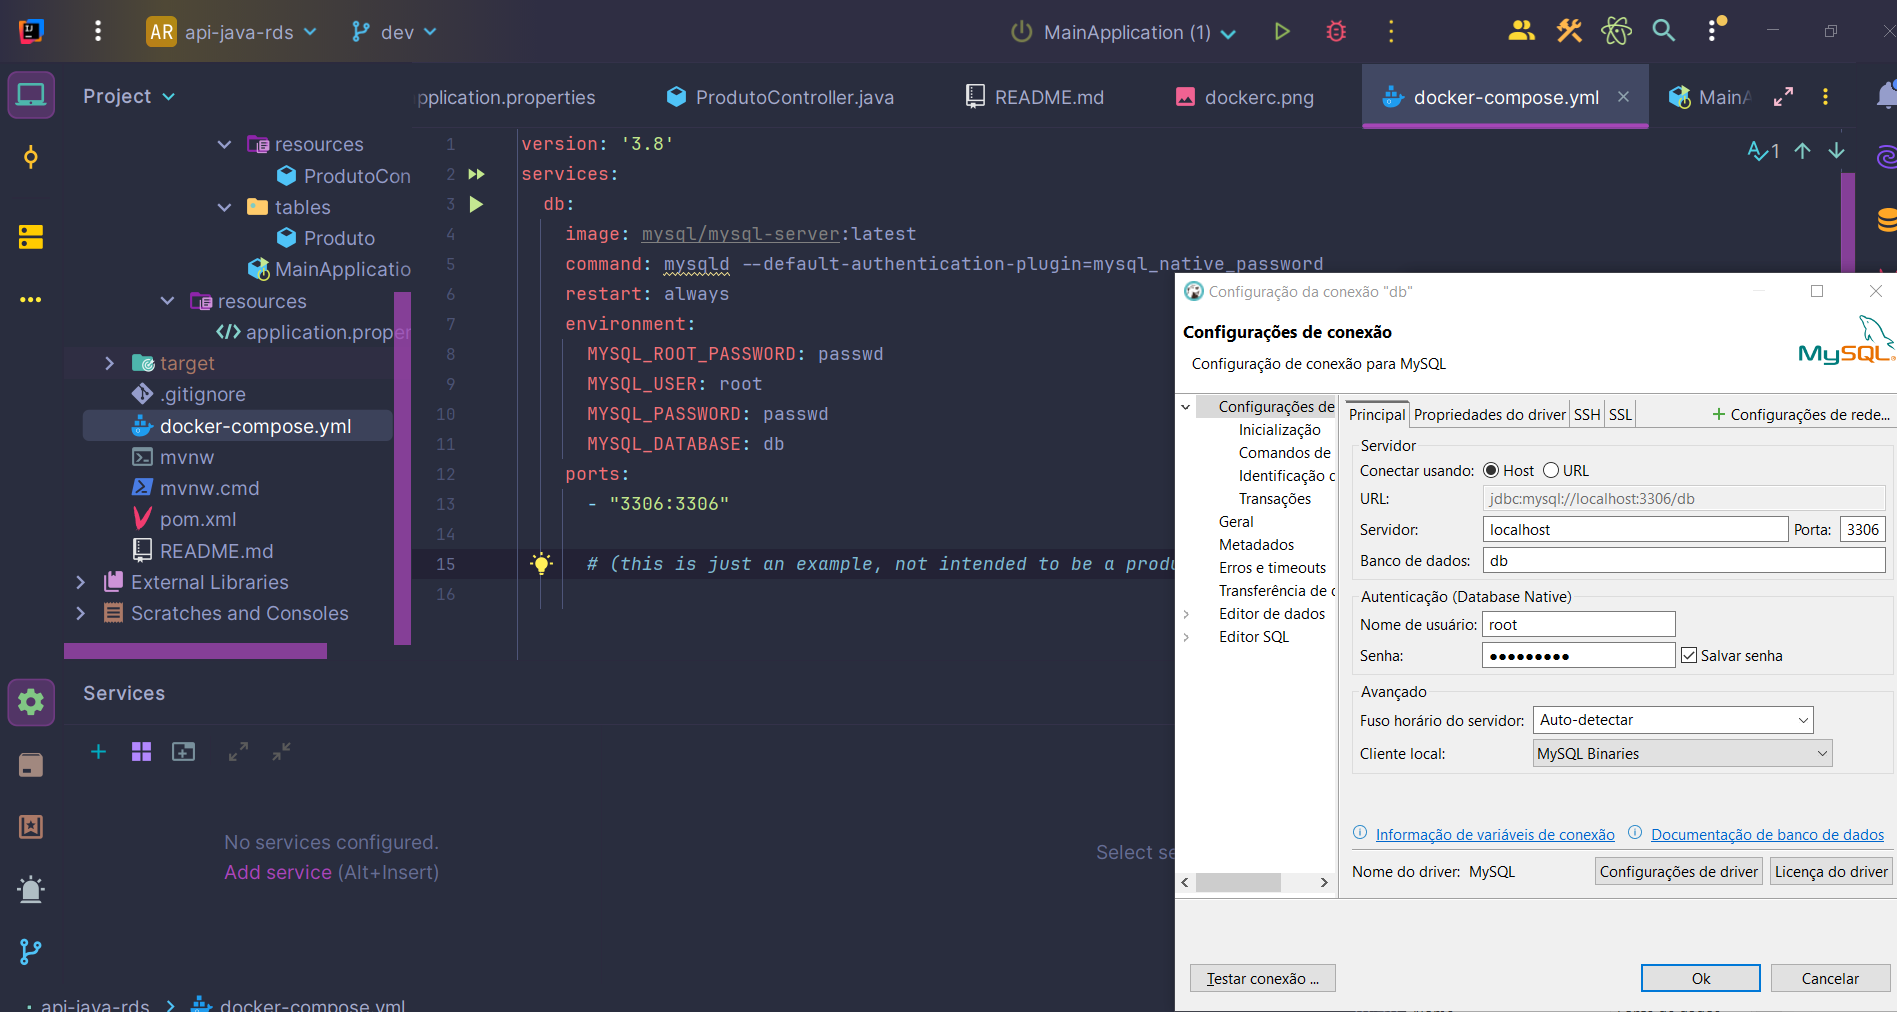 AR api-java-rds dev MainApplication (1)
Project
pplication.properties ProdutoController.java README.md dockerc.png docker-compose.yml MainA
resources
ProdutoCon
tables
Produto
MainApplicatio
resources
application.proper
target
.gitignore
docker-compose.yml
mvnw
mvnw.cmd
pom.xml
README.md
External Libraries
Scratches and Consoles
1 version: '3.8'
2 services:
3 db:
4 image: mysql/mysql-server:latest
5 command: mysqld --default-authentication-plugin=mysql_native_password
6 restart: always
7 environment:
8 MYSQL_ROOT_PASSWORD: passwd
9 MYSQL_USER: root
10 MYSQL_PASSWORD: passwd
11 MYSQL_DATABASE: db
12 ports:
13 - "3306:3306"
14
15 # (this is just an example, not intended to be a produ
16
1
Services
No services configured.
Add service (Alt+Insert)
Select se
api-java-rds docker-compose.yml
Configuração da conexão "db"
Configurações de conexão
Configuração de conexão para MySQL
MySQL®
Configurações de
Inicialização
Comandos de
Identificação c
Transações
Geral
Metadados
Erros e timeouts
Transferência de c
Editor de dados
Editor SQL
Principal Propriedades do driver SSH SSL Configurações de rede...
Servidor
Conectar usando: Host URL
URL: jdbc:mysql://localhost:3306/db
Servidor: localhost Porta: 3306
Banco de dados: db
Autenticação (Database Native)
Nome de usuário: root
Senha: ●●●●●●●●● Salvar senha
Avançado
Fuso horário do servidor: Auto-detectar
Cliente local: MySQL Binaries
Informação de variáveis de conexão Documentação de banco de dados
Nome do driver: MySQL Configurações de driver Licença do driver
Testar conexão ... Ok Cancelar